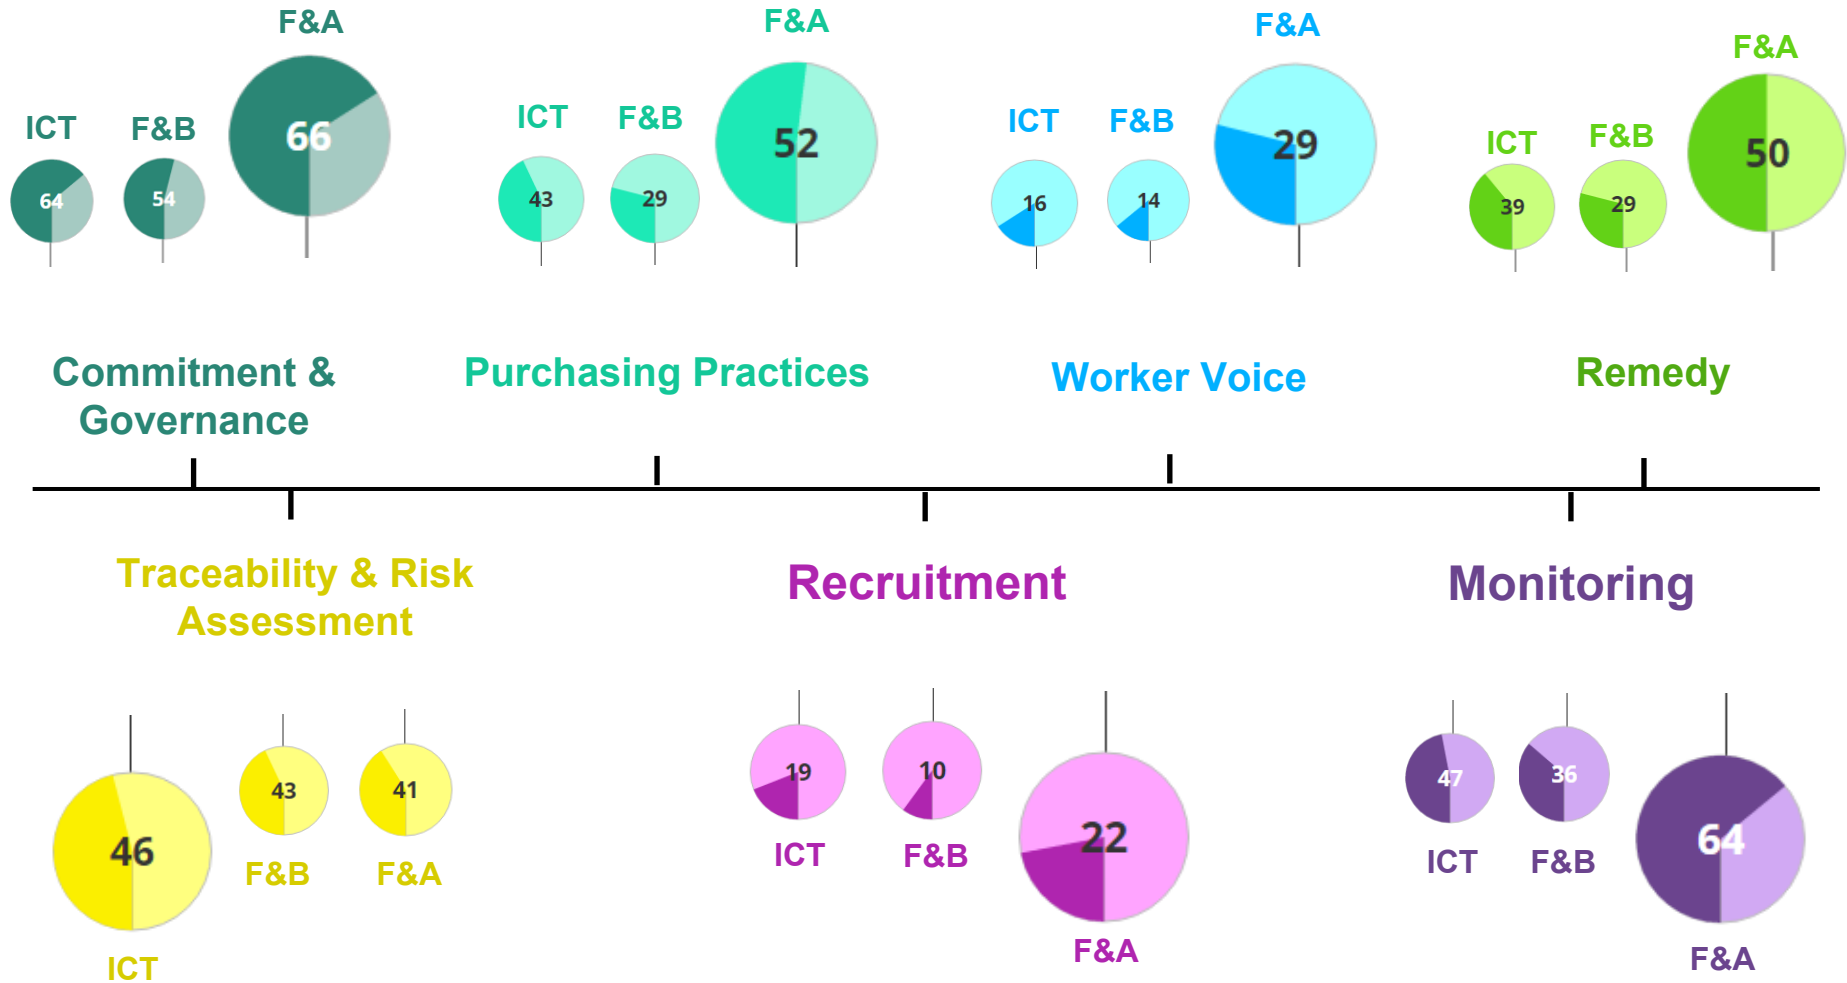 ICT
64
F&B
54
F&A
66
ICT
43
F&B
29
F&A
52
ICT
16
F&B
14
F&A
29
ICT
39
F&B
29
F&A
50
Commitment &
Governance
Purchasing Practices
Worker Voice
Remedy
Traceability & Risk
Assessment
Recruitment
Monitoring
46
ICT
43
F&B
41
F&A
19
ICT
10
F&B
22
F&A
47
ICT
36
F&B
64
F&A